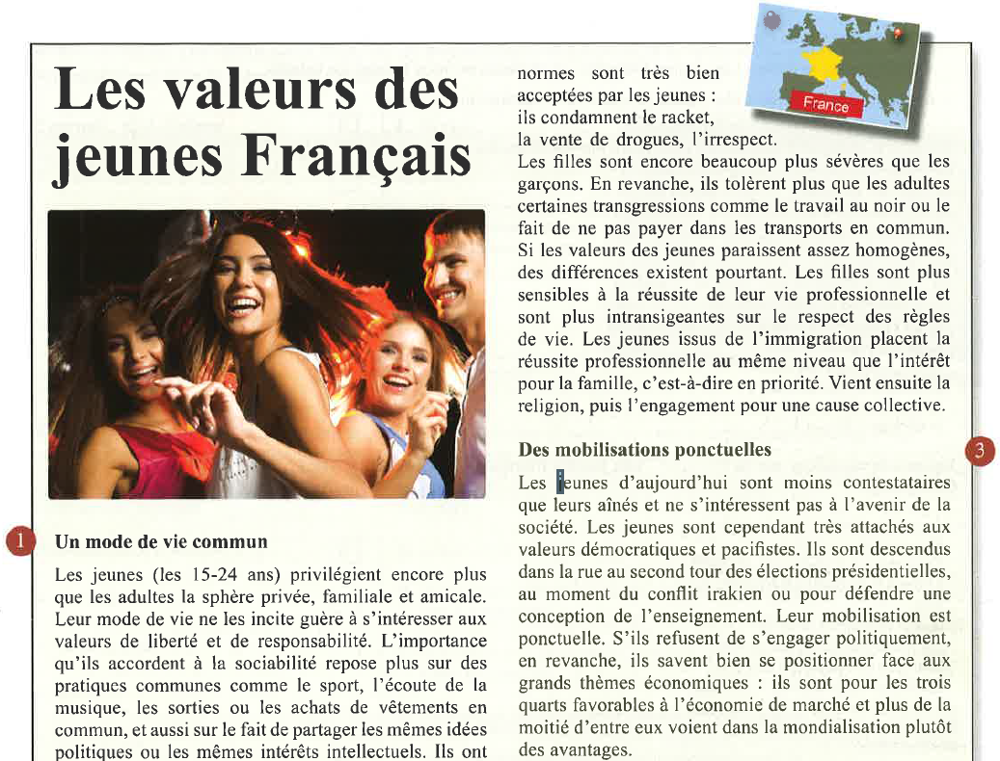 Les valeurs des
jeunes Français
1
Un mode de vie commun
Les jeunes (les 15-24 ans) privilégient encore plus
que les adultes la sphère privée, familiale et amicale.
Leur mode de vie ne les incite guère à s'intéresser aux
valeurs de liberté et de responsabilité. L'importance
qu'ils accordent à la sociabilité repose plus sur des
pratiques communes comme le sport, l'écoute de la
musique, les sorties ou les achats de vêtements en
commun, et aussi sur le fait de partager les mêmes idées
politiques ou les mêmes intérêts intellectuels. Ils ont
France
normes sont très bien
acceptées par les jeunes :
ils condamnent le racket,
la vente de drogues, l'irrespect.
Les filles sont encore beaucoup plus sévères que les
garçons. En revanche, ils tolèrent plus que les adultes
certaines transgressions comme le travail au noir ou le
fait de ne pas payer dans les transports en commun.
Si les valeurs des jeunes paraissent assez homogènes,
des différences existent pourtant. Les filles sont plus
sensibles à la réussite de leur vie professionnelle et
sont plus intransigeantes sur le respect des règles
de vie. Les jeunes issus de l'immigration placent la
réussite professionnelle au même niveau que l'intérêt
pour la famille, c'est-à-dire en priorité. Vient ensuite la
religion, puis l'engagement pour une cause collective.
Des mobilisations ponctuelles
3
Les jeunes d'aujourd'hui sont moins contestataires
que leurs aînés et ne s'intéressent pas à l'avenir de la
société. Les jeunes sont cependant très attachés aux
valeurs démocratiques et pacifistes. Ils sont descendus
dans la rue au second tour des élections présidentielles,
au moment du conflit irakien ou pour défendre une
conception de l'enseignement. Leur mobilisation est
ponctuelle. S'ils refusent de s'engager politiquement,
en revanche, ils savent bien se positionner face aux
grands thèmes économiques : ils sont pour les trois
quarts favorables à l'économie de marché et plus de la
moitié d'entre eux voient dans la mondialisation plutôt
des avantages.